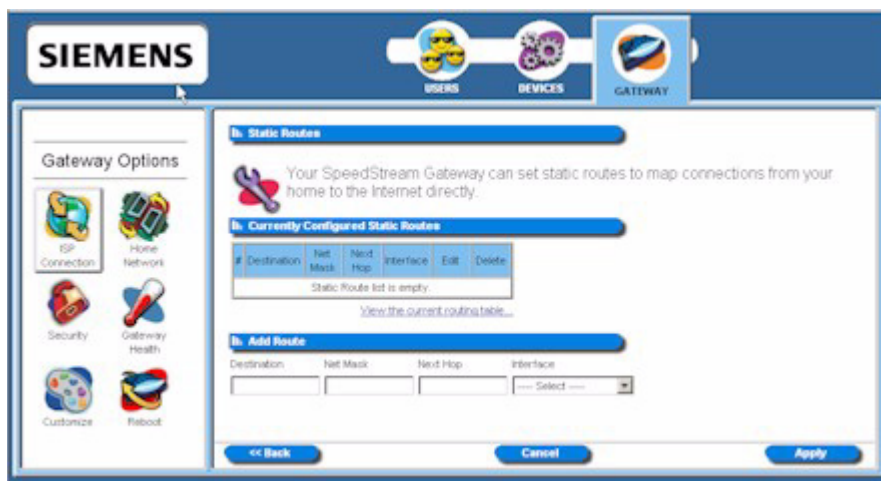 SIEMENS
USERS
DEVICES
GATEWAY
Gateway Options
ISP Connection
Home Network
Security
Gateway Health
Customize
Reboot
Static Routes
Your SpeedStream Gateway can set static routes to map connections from your
home to the Internet directly.
Currently Configured Static Routes
# Destination Net Mask Next Hop Interface Edit Delete
Static Route list is empty.
View the current routing table...
Add Route
Destination Net Mask Next Hop Interface
---- Select ----
<< Back Cancel Apply